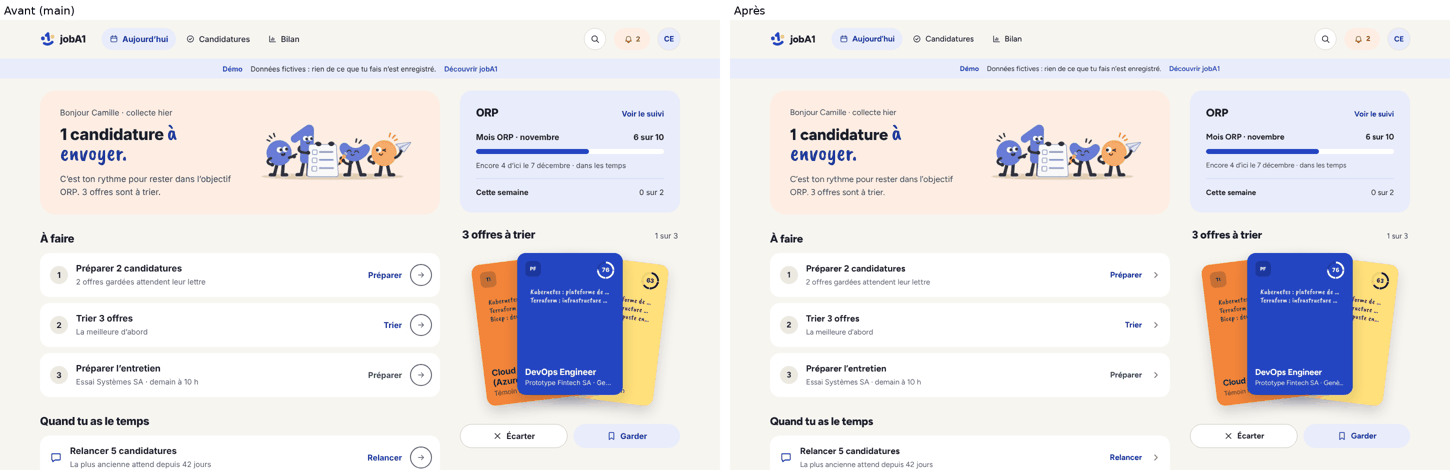 Avant (main)
jobA1 Aujourd'hui Candidatures Bilan 2 CE
Démo Données fictives : rien de ce que tu fais n'est enregistré. Découvrir jobA1
Bonjour Camille · collecte hier
1 candidature à
envoyer.
C'est ton rythme pour rester dans l'objectif
ORP. 3 offres sont à trier.
ORP Voir le suivi
Mois ORP · novembre 6 sur 10
Encore 4 d'ici le 7 décembre · dans les temps
Cette semaine 0 sur 2
À faire
1 Préparer 2 candidatures Préparer
2 offres gardées attendent leur lettre
2 Trier 3 offres Trier
La meilleure d'abord
3 Préparer l'entretien Préparer
Essai Systèmes SA · demain à 10 h
Quand tu as le temps
Relancer 5 candidatures Relancer
La plus ancienne attend depuis 42 jours
3 offres à trier 1 sur 3
TI
PF 76
63
Kubernetes : plateforme de ...
Terraform : infrastructure ...
Cloud
(Azur
Témoin
DevOps Engineer
Prototype Fintech SA · Ge...
Écarter Garder
Après
jobA1 Aujourd'hui Candidatures Bilan 2 CE
Démo Données fictives : rien de ce que tu fais n'est enregistré. Découvrir jobA1
Bonjour Camille · collecte hier
1 candidature à
envoyer.
C'est ton rythme pour rester dans l'objectif
ORP. 3 offres sont à trier.
ORP Voir le suivi
Mois ORP · novembre 6 sur 10
Encore 4 d'ici le 7 décembre · dans les temps
Cette semaine 0 sur 2
À faire
1 Préparer 2 candidatures Préparer
2 offres gardées attendent leur lettre
2 Trier 3 offres Trier
La meilleure d'abord
3 Préparer l'entretien Préparer
Essai Systèmes SA · demain à 10 h
Quand tu as le temps
Relancer 5 candidatures Relancer
La plus ancienne attend depuis 42 jours
3 offres à trier 1 sur 3
TI
PF 76
63
Kubernetes : plateforme de ...
Terraform : infrastructure ...
Cloud
(Azur
Témoin
DevOps Engineer
Prototype Fintech SA · Genè...
Écarter Garder